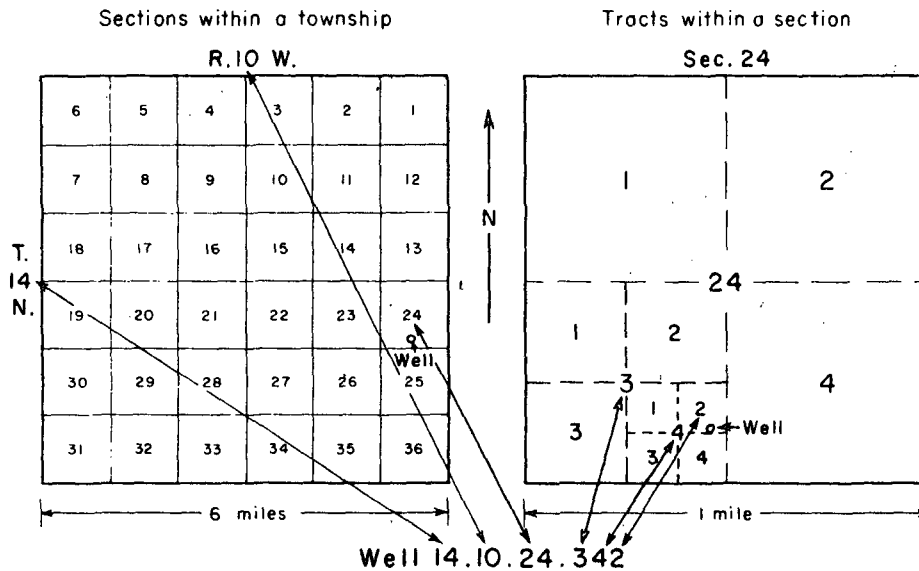 Sections within a township
R.10 W.
6 5 4 3 2 1
7 8 9 10 11 12
18 17 16 15 14 13
19 20 21 22 23 24
30 29 28 27 26 25
31 32 33 34 35 36
T.
14
N.
Well
6 miles
N
Tracts within a section
Sec. 24
1 2
24
1 2
3 4
3 1 2 Well
4
3 4
1 mile
Well 14.10.24.342